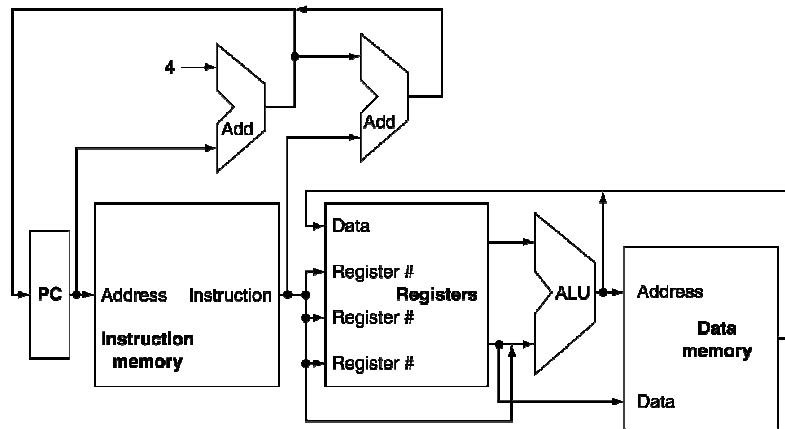 4
Add
Add
Data
PC
Address
Instruction
Register #
Registers
ALU
Address
Instruction
memory
Register #
Data
memory
Register #
Data